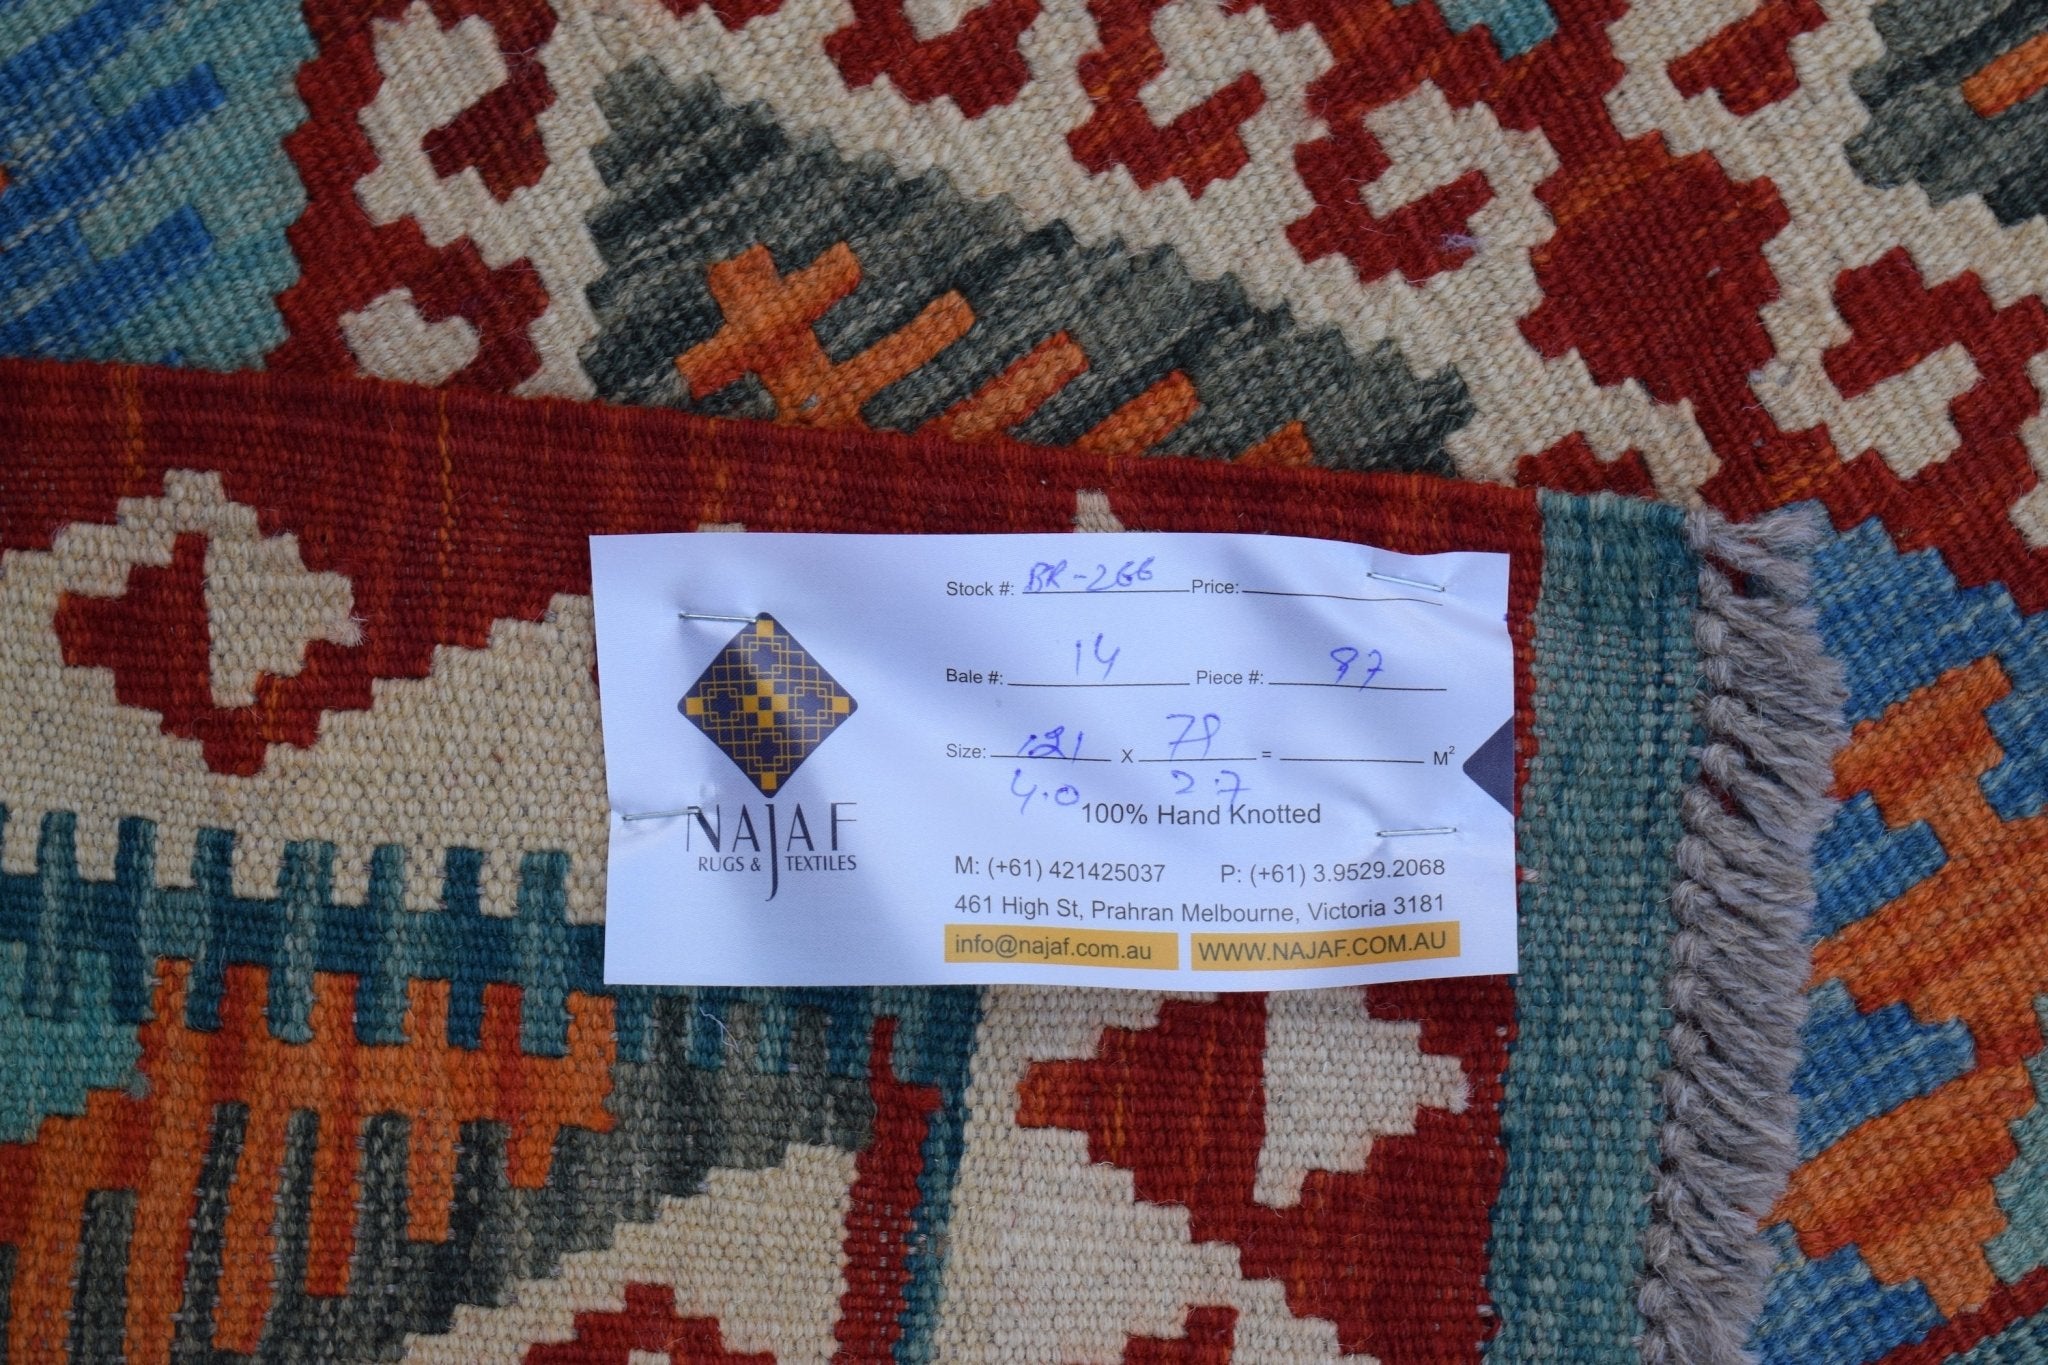 Stock #: BR-266 Price:
Bale #: 14 Piece #: 87
Size: 121 X 79 = M²
4.0 2.7
100% Hand Knotted
NAJAF
RUGS & TEXTILES
M: (+61) 421425037 P: (+61) 3.9529.2068
461 High St, Prahran Melbourne, Victoria 3181
info@najaf.com.au WWW.NAJAF.COM.AU